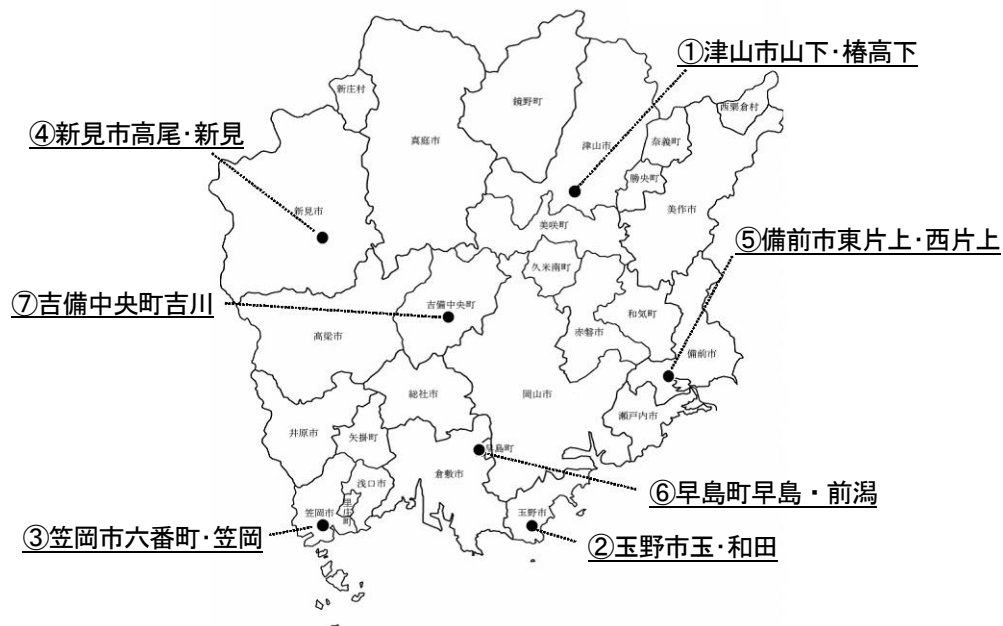 ①津山市山下・椿高下
新庄村
鏡野町
西粟倉村
④新見市高尾・新見
真庭市
津山市
奈義町
勝央町
美作市
新見市
美咲町
⑤備前市東片上・西片上
久米南町
⑦吉備中央町吉川
吉備中央町
和気町
高梁市
赤磐市
備前市
総社市
岡山市
瀬戸内市
井原市
矢掛町
早島町
倉敷市
浅口市
⑥早島町早島・前潟
里庄町
笠岡市
玉野市
③笠岡市六番町・笠岡
②玉野市玉・和田